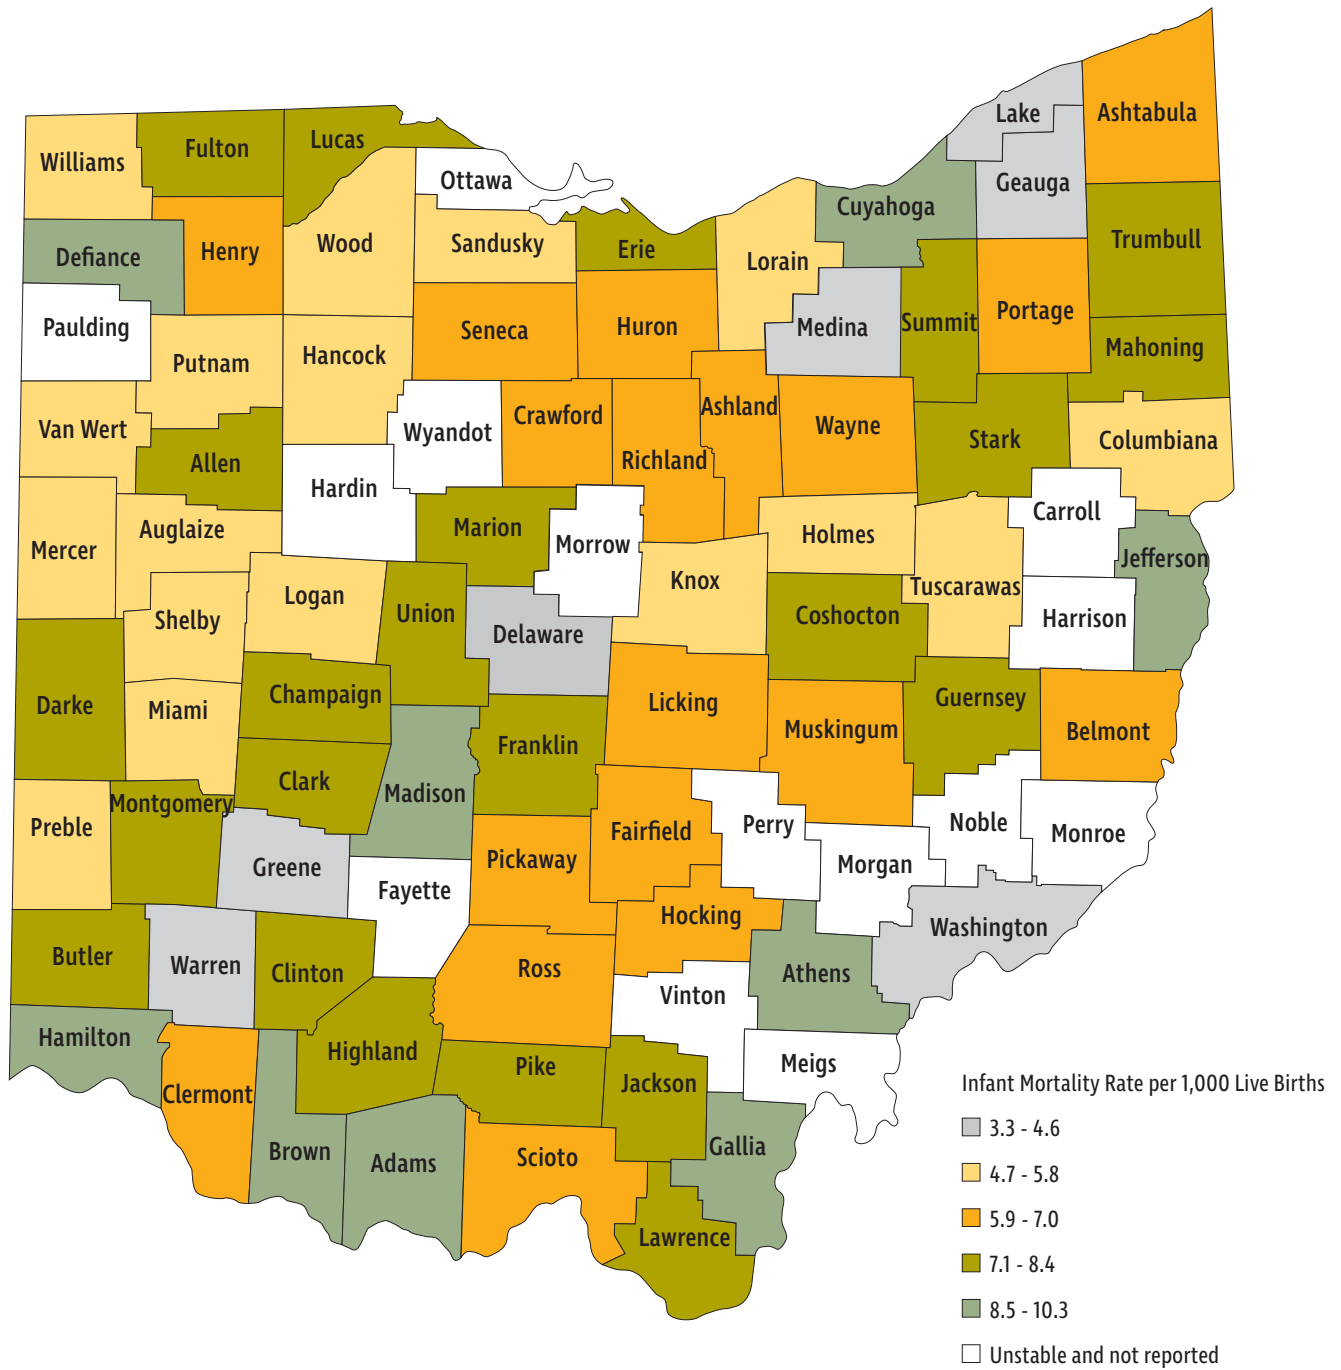 Lake
Ashtabula
Lucas
Fulton
Williams
Ottawa
Geauga
Cuyahoga
Wood
Sandusky
Erie
Henry
Defiance
Trumbull
Lorain
Portage
Paulding
Seneca
Huron
Medina
Summit
Mahoning
Hancock
Putnam
Van Wert
Crawford
Ashland
Wayne
Wyandot
Stark
Columbiana
Allen
Richland
Hardin
Carroll
Auglaize
Marion
Holmes
Mercer
Morrow
Jefferson
Knox
Tuscarawas
Logan
Shelby
Union
Coshocton
Harrison
Delaware
Champaign
Guernsey
Darke
Miami
Licking
Muskingum
Belmont
Franklin
Clark
Madison
Montgomery
Preble
Fairfield
Perry
Noble
Monroe
Pickaway
Greene
Morgan
Fayette
Hocking
Washington
Butler
Warren
Clinton
Ross
Athens
Vinton
Hamilton
Highland
Pike
Meigs
Jackson
Clermont
Brown
Adams
Scioto
Gallia
Lawrence
Infant Mortality Rate per 1,000 Live Births
3.3 - 4.6
4.7 - 5.8
5.9 - 7.0
7.1 - 8.4
8.5 - 10.3
Unstable and not reported